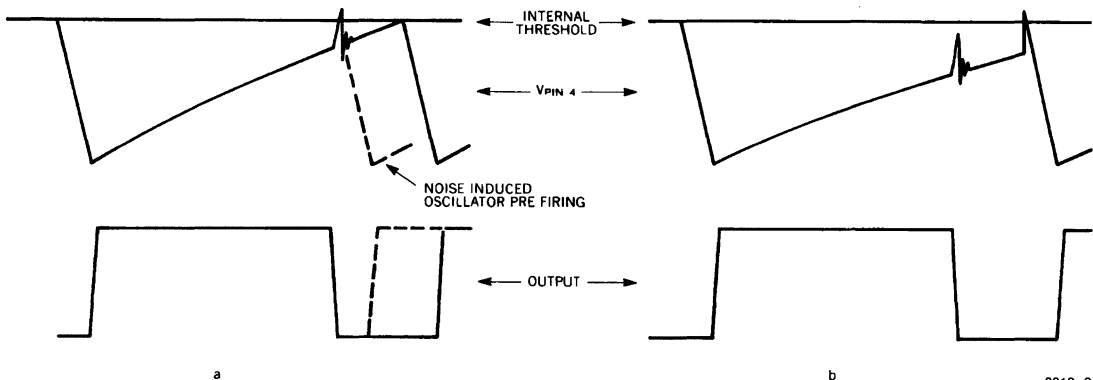 INTERNAL
THRESHOLD
VPIN 4
NOISE INDUCED
OSCILLATOR PRE FIRING
OUTPUT
a
b